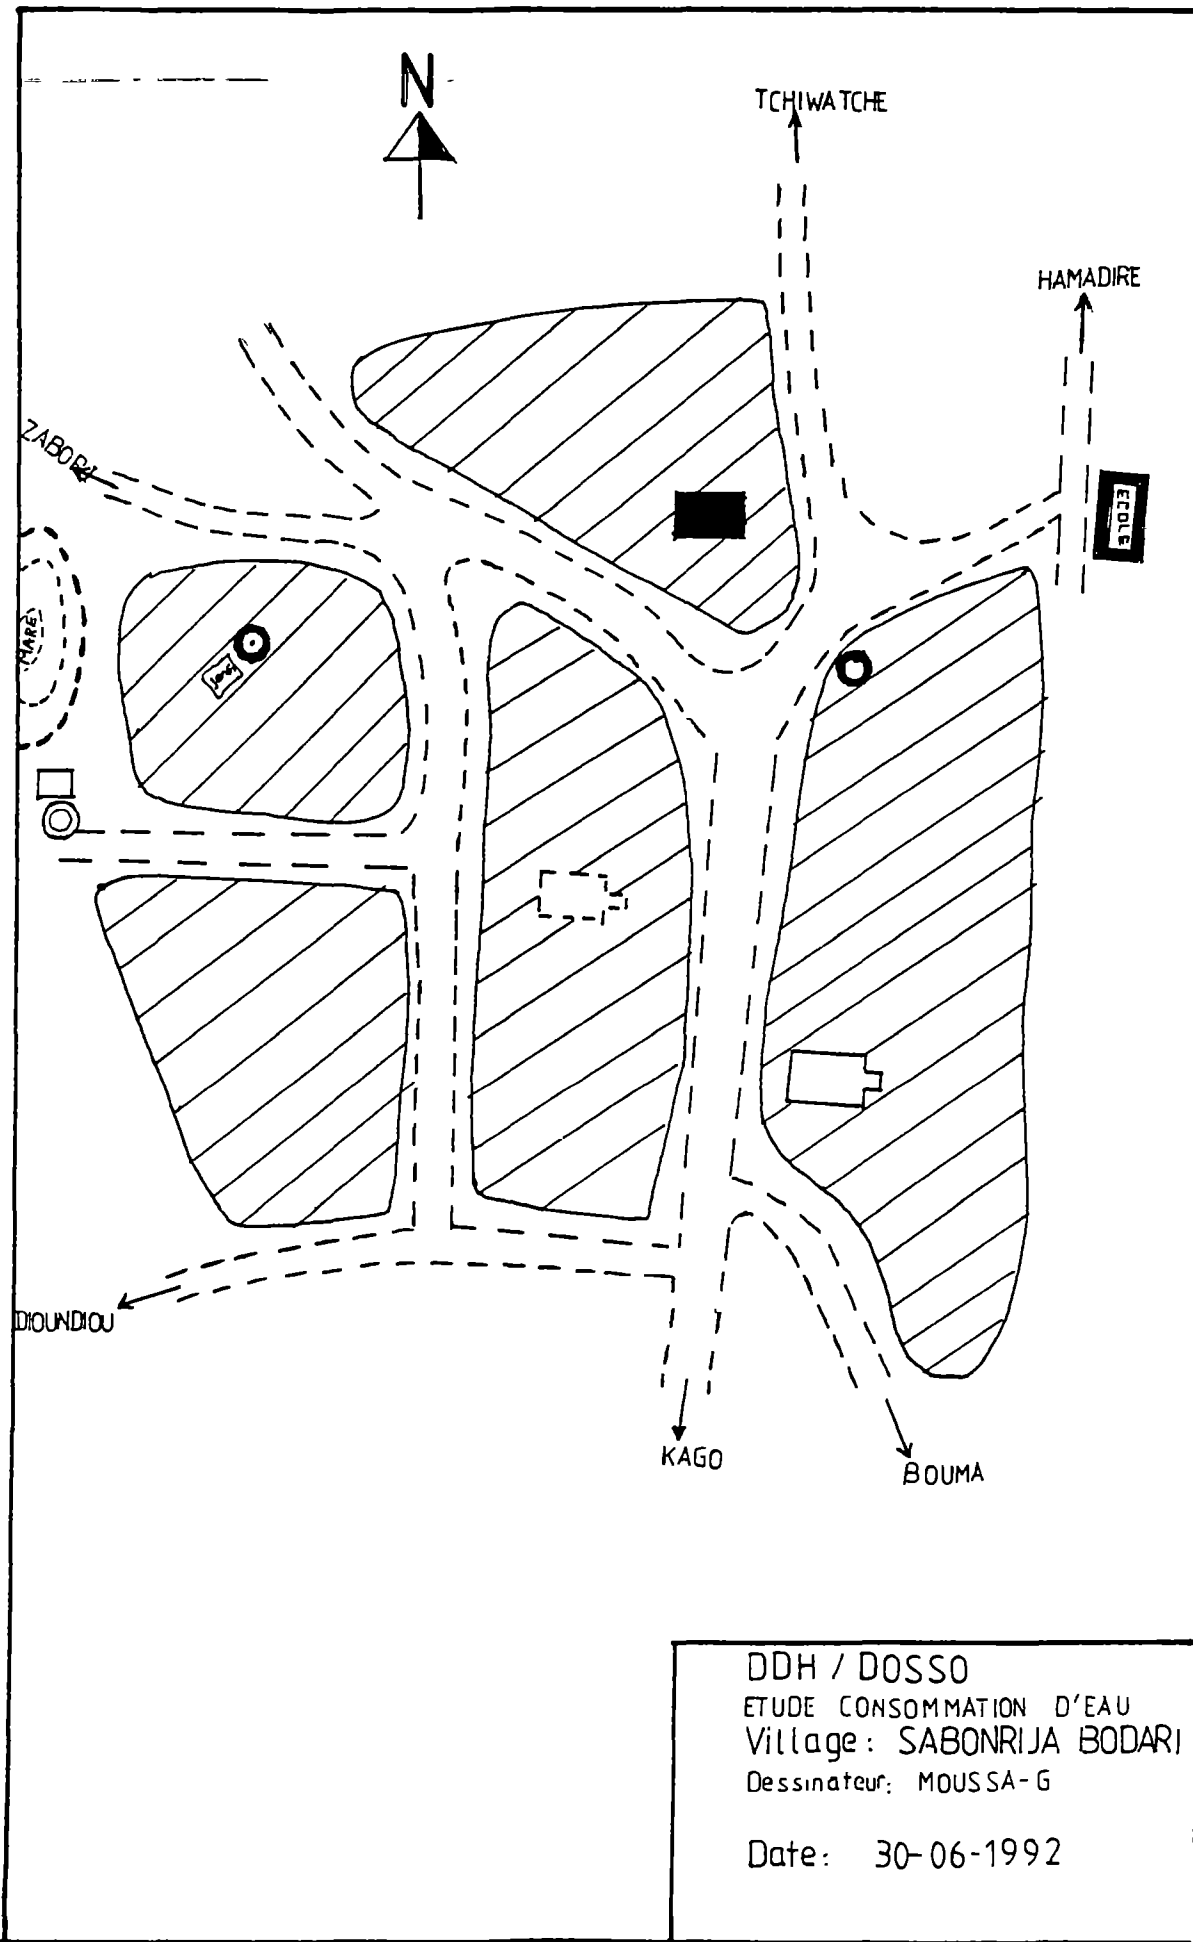 N
TCHIWATCHE
HAMADIRE
ZABORI
ECOLE
MARE
DIOUNDIOU
KAGO
BOUMA
DDH / DOSSO
ETUDE CONSOMMATION D'EAU
Village: SABONRIJA BODARI
Dessinateur: MOUSSA-G
Date: 30-06-1992